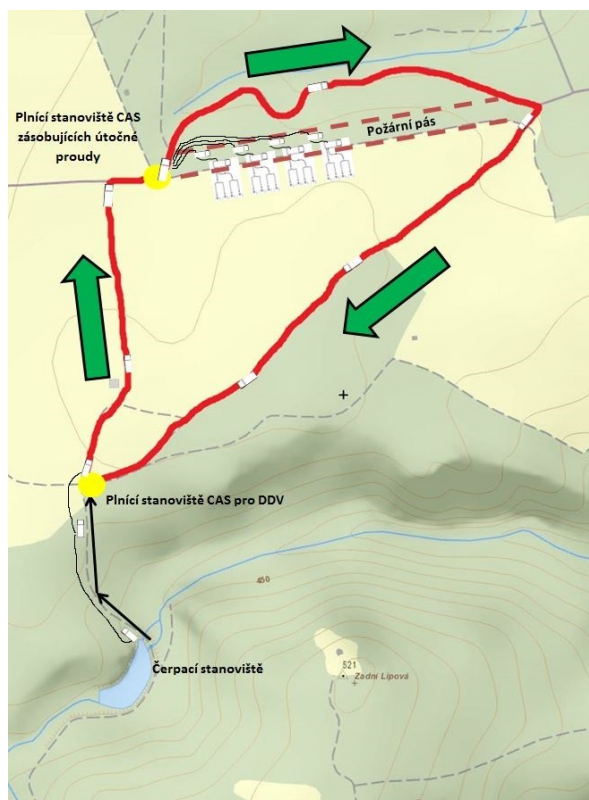 Plnící stanoviště CAS
zásobujících útočné
proudy
Požární pás
Plnící stanoviště CAS pro DDV
450
Čerpací stanoviště
521
Zadní Lipová